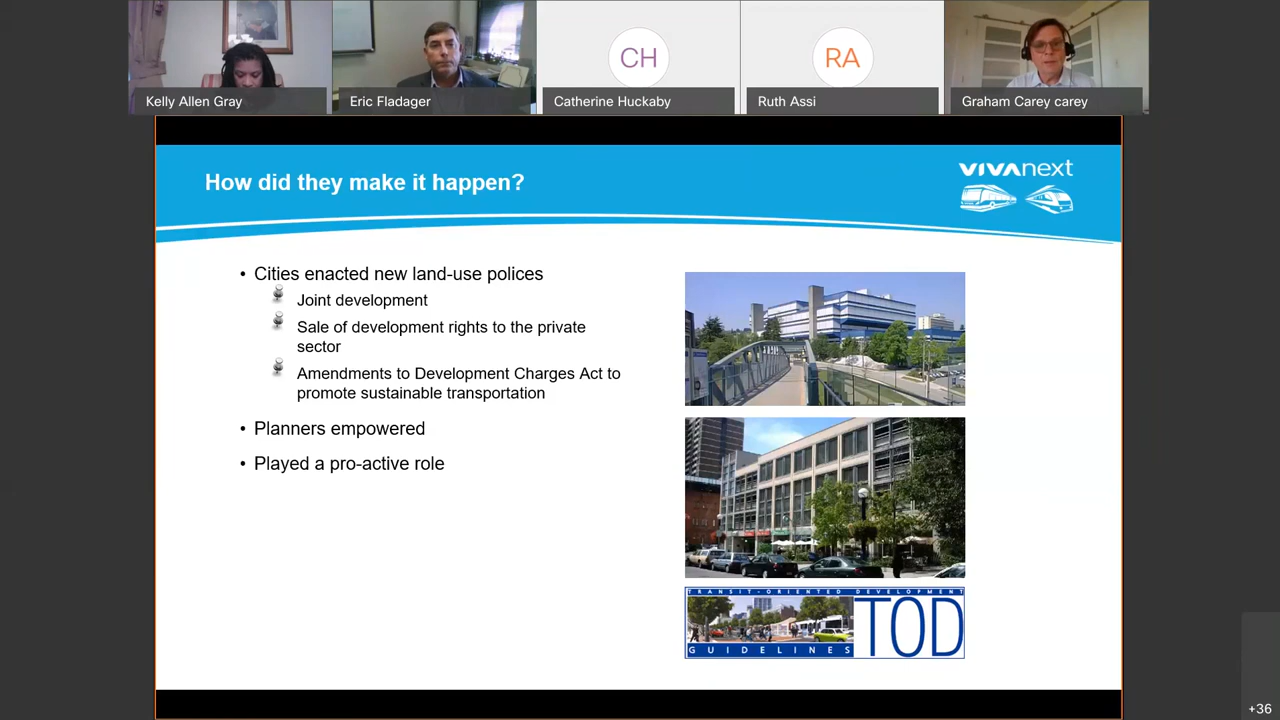 CH
RA
Kelly Allen Gray
Eric Fladager
Catherine Huckaby
Ruth Assi
Graham Carey carey
How did they make it happen?
vivanext
• Cities enacted new land-use polices
Joint development
Sale of development rights to the private
sector
Amendments to Development Charges Act to
promote sustainable transportation
• Planners empowered
• Played a pro-active role
TRANSIT-ORIENTED DEVELOPMENT
TOD
GUIDELINES
+36